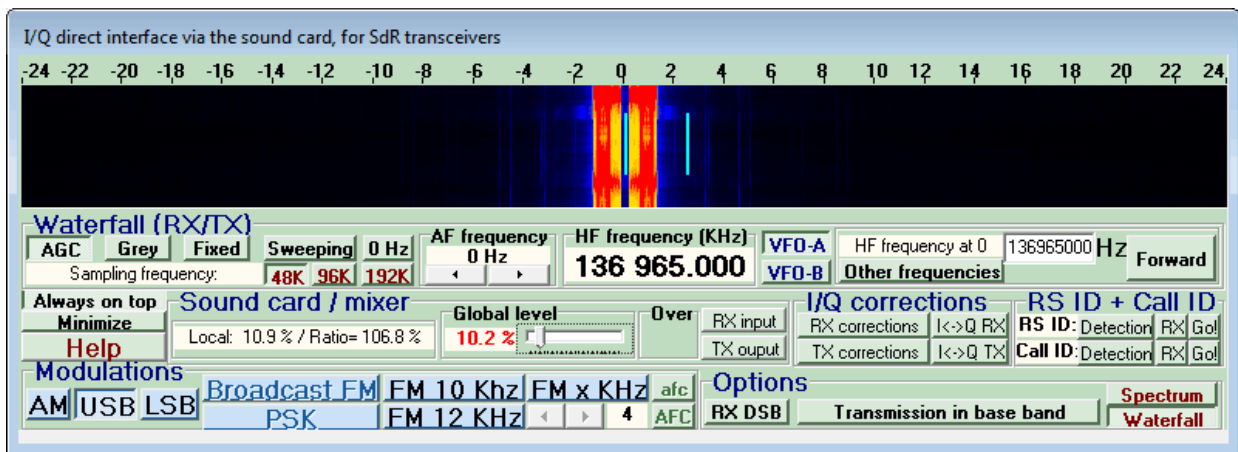 I/Q direct interface via the sound card, for SdR transceivers
-24 -22 -20 -18 -16 -14 -12 -10 -8 -6 -4 -2 0 2 4 6 8 10 12 14 16 18 20 22 24
Waterfall (RX/TX)
AGC Grey Fixed Sweeping 0 Hz
Sampling frequency: 48K 96K 192K
AF frequency
0 Hz
HF frequency (KHz)
136 965.000
VFO-A
VFO-B
HF frequency at 0 136965000 Hz
Other frequencies
Forward
Always on top
Minimize
Help
Sound card / mixer
Local: 10.9 % / Ratio= 106.8 %
Global level
10.2 %
Over
RX input
TX ouput
I/Q corrections
RX corrections I<->Q RX
TX corrections I<->Q TX
RS ID + Call ID
RS ID: Detection RX Go!
Call ID: Detection RX Go!
Modulations
AM USB LSB
Broadcast FM FM 10 Khz FM x KHz afc
PSK FM 12 KHz 4 AFC
Options
RX DSB Transmission in base band
Spectrum
Waterfall